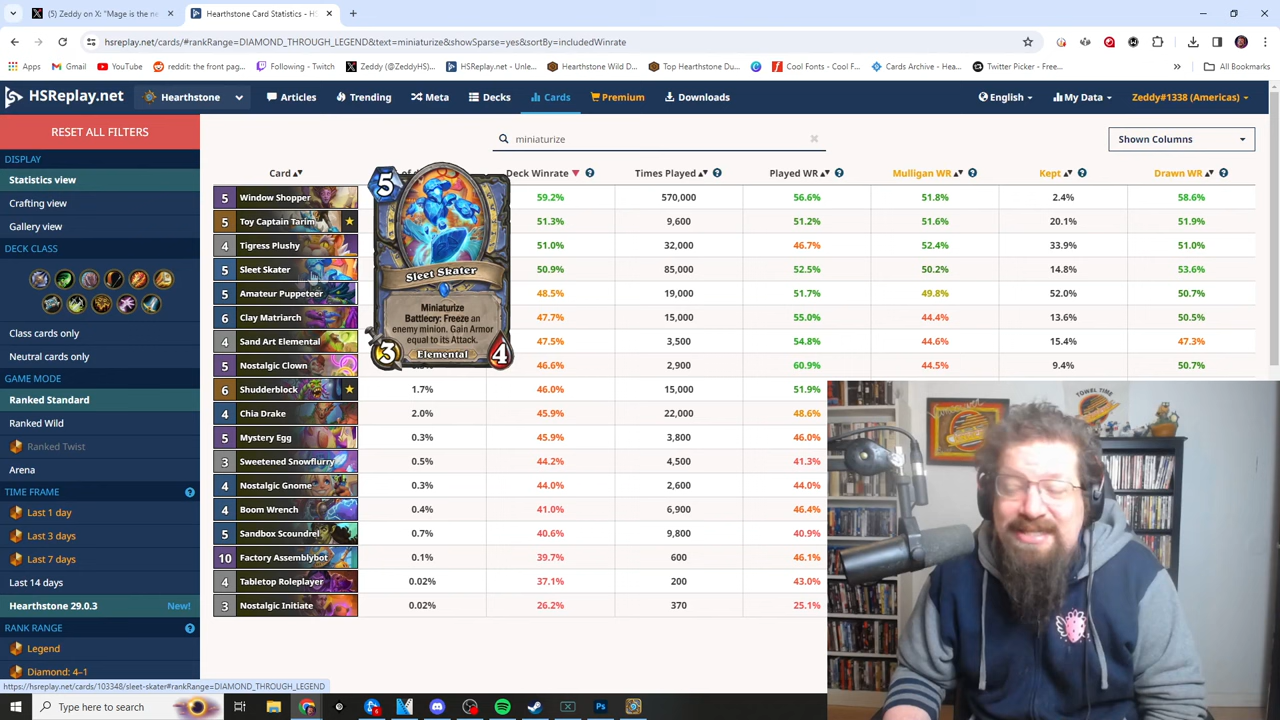 (5) Zeddy on X: "Mage is the ne
Hearthstone Card Statistics - HS
hsreplay.net/cards/#rankRange=DIAMOND_THROUGH_LEGEND&text=miniaturize&showSparse=yes&sortBy=includedWinrate
Apps Gmail YouTube reddit: the front pag... Following - Twitch Zeddy (@ZeddyHS)... HSReplay.net - Unle... Hearthstone Wild D... Top Hearthstone Du... Cool Fonts - Cool F... Cards Archive - Hea... Twitter Picker - Free... » All Bookmarks
HSReplay.net Hearthstone Articles Trending Meta Decks Cards Premium Downloads English My Data Zeddy#1338 (Americas)
RESET ALL FILTERS
miniaturize
Shown Columns
DISPLAY
Statistics view
Crafting view
Gallery view
DECK CLASS
Class cards only
Neutral cards only
GAME MODE
Ranked Standard
Ranked Wild
Ranked Twist
Arena
TIME FRAME
Last 1 day
Last 3 days
Last 7 days
Last 14 days
Hearthstone 29.0.3 New!
RANK RANGE
Legend
Diamond: 4–1
Card Deck Winrate Times Played Played WR Mulligan WR Kept Drawn WR
5 Window Shopper 59.2% 570,000 56.6% 51.8% 2.4% 58.6%
5 Toy Captain Tarim 51.3% 9,600 51.2% 51.6% 20.1% 51.9%
4 Tigress Plushy 51.0% 32,000 46.7% 52.4% 33.9% 51.0%
5 Sleet Skater 50.9% 85,000 52.5% 50.2% 14.8% 53.6%
5 Amateur Puppeteer 48.5% 19,000 51.7% 49.8% 52.0% 50.7%
6 Clay Matriarch 47.7% 15,000 55.0% 44.4% 13.6% 50.5%
4 Sand Art Elemental 47.5% 3,500 54.8% 44.6% 15.4% 47.3%
5 Nostalgic Clown 46.6% 2,900 60.9% 44.5% 9.4% 50.7%
6 Shudderblock 1.7% 46.0% 15,000 51.9%
4 Chia Drake 2.0% 45.9% 22,000 48.6%
5 Mystery Egg 0.3% 45.9% 3,800 46.0%
3 Sweetened Snowflurry 0.5% 44.2% 4,500 41.3%
4 Nostalgic Gnome 0.3% 44.0% 2,600 44.0%
4 Boom Wrench 0.4% 41.0% 6,900 46.4%
5 Sandbox Scoundrel 0.7% 40.6% 9,800 40.9%
10 Factory Assemblybot 0.1% 39.7% 600 46.1%
4 Tabletop Roleplayer 0.02% 37.1% 200 43.0%
3 Nostalgic Initiate 0.02% 26.2% 370 25.1%
5
Sleet Skater
Miniaturize
Battlecry: Freeze an
enemy minion. Gain Armor
equal to its Attack.
3 Elemental 4
TOWEL TIME
https://hsreplay.net/cards/103348/sleet-skater#rankRange=DIAMOND_THROUGH_LEGEND
Type here to search